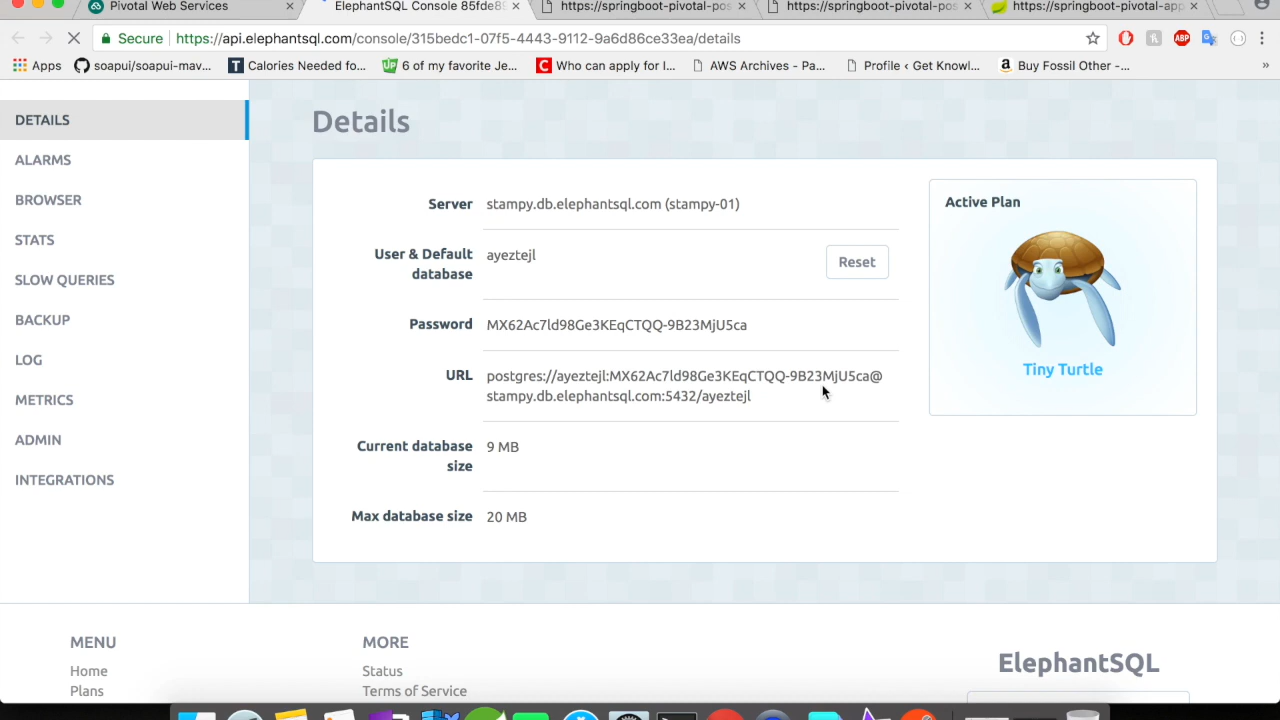 Pivotal Web Services
ElephantSQL Console 85fde89
https://springboot-pivotal-pos
https://springboot-pivotal-pos
https://springboot-pivotal-app
Secure
https://api.elephantsql.com/console/315bedc1-07f5-4443-9112-9a6d86ce33ea/details
ABP
Apps
soapui/soapui-mav...
T Calories Needed fo...
UP 6 of my favorite Je...
C Who can apply for I...
AWS Archives - Pa...
Profile ‹ Get Knowl...
a Buy Fossil Other -...
»
DETAILS
ALARMS
BROWSER
STATS
SLOW QUERIES
BACKUP
LOG
METRICS
ADMIN
INTEGRATIONS
Details
Server stampy.db.elephantsql.com (stampy-01)
User & Default
database
ayeztejl
Reset
Password MX62Ac7ld98Ge3KEqCTQQ-9B23MjU5ca
URL postgres://ayeztejl:MX62Ac7ld98Ge3KEqCTQQ-9B23MjU5ca@
stampy.db.elephantsql.com:5432/ayeztejl
Current database
size
9 MB
Max database size 20 MB
Active Plan
Tiny Turtle
MENU
Home
Plans
MORE
Status
Terms of Service
ElephantSQL